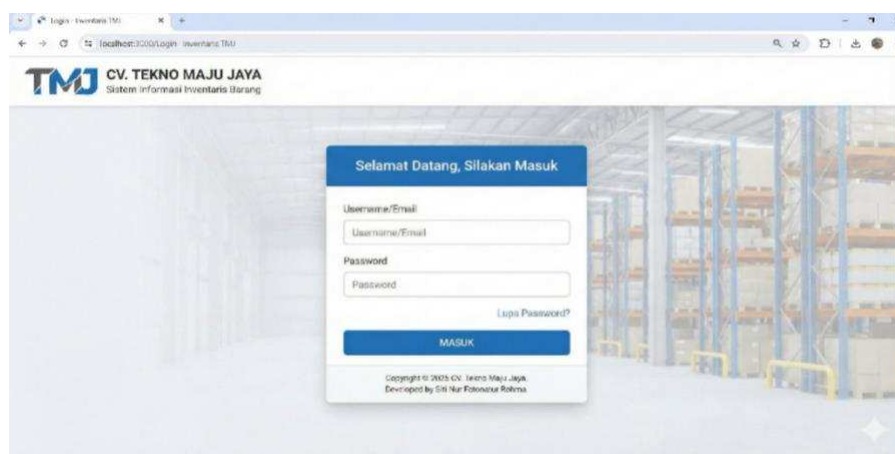 Login - Inventaris TMJ
localhost:3000/Login - Inventaris TMJ
TMJ
CV. TEKNO MAJU JAYA
Sistem Informasi Inventaris Barang
Selamat Datang, Silakan Masuk
Username/Email
Username/Email
Password
Password
Lupa Password?
MASUK
Copyright © 2025 CV. Tekno Maju Jaya.
Developed by Siti Nur Rohma